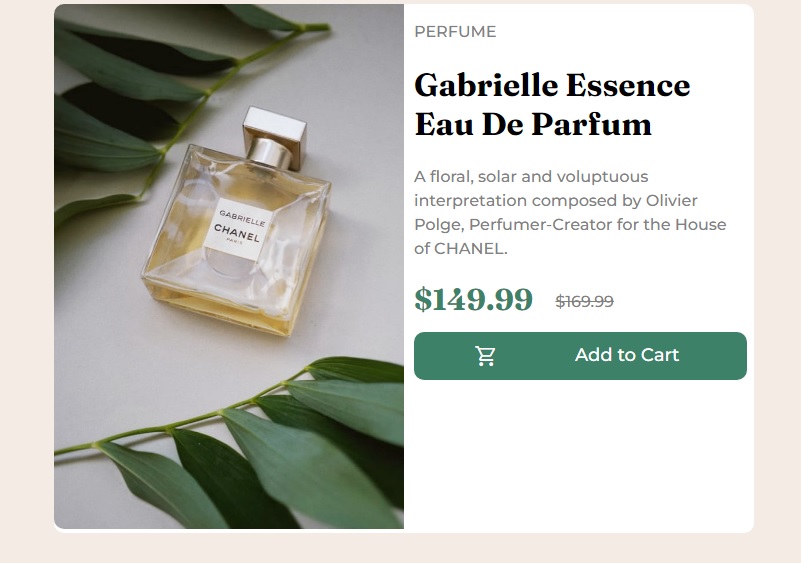 PERFUME
Gabrielle Essence
Eau De Parfum
A floral, solar and voluptuous
interpretation composed by Olivier
Polge, Perfumer-Creator for the House
of CHANEL.
$149.99 $169.99
Add to Cart
GABRIELLE
CHANEL
PARIS